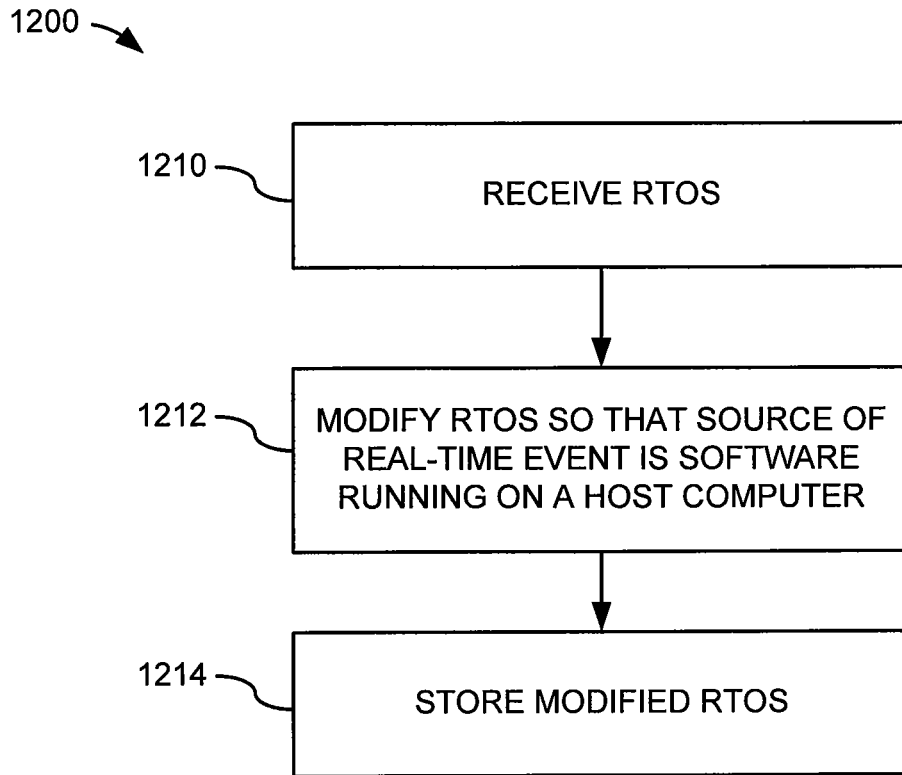 1200
1210
RECEIVE RTOS
1212
MODIFY RTOS SO THAT SOURCE OF
REAL-TIME EVENT IS SOFTWARE
RUNNING ON A HOST COMPUTER
1214
STORE MODIFIED RTOS